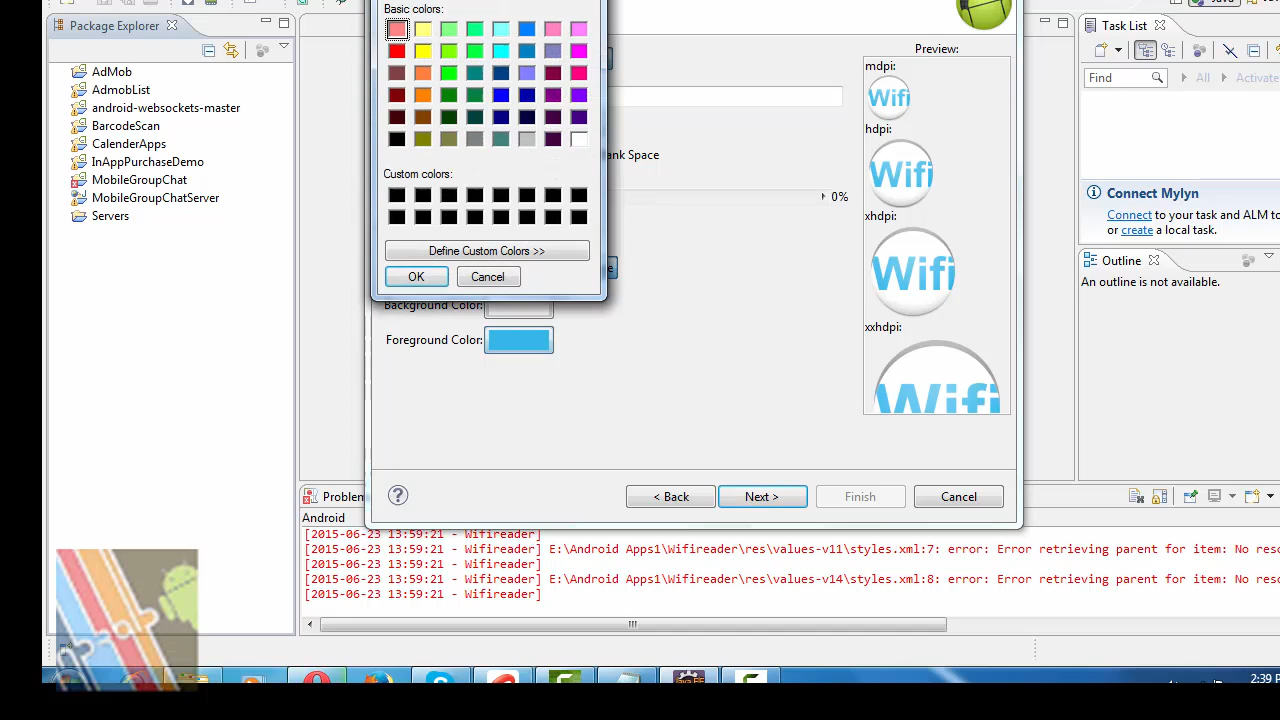 Package Explorer
AdMob
AdmobList
android-websockets-master
BarcodeScan
CalenderApps
InAppPurchaseDemo
MobileGroupChat
MobileGroupChatServer
Servers
Basic colors:
Custom colors:
Define Custom Colors >>
OK
Cancel
ank Space
0%
e
Background Color:
Foreground Color:
Preview:
mdpi:
Wifi
hdpi:
Wifi
xhdpi:
Wifi
xxhdpi:
Wifi
?
< Back
Next >
Finish
Cancel
Task List
Find
All
Activate
Connect Mylyn
Connect to your task and ALM to
or create a local task.
Outline
An outline is not available.
Problem
Android
[2015-06-23 13:59:21 - Wifireader]
[2015-06-23 13:59:21 - Wifireader] E:\Android Apps1\Wifireader\res\values-v11\styles.xml:7: error: Error retrieving parent for item: No reso
[2015-06-23 13:59:21 - Wifireader]
[2015-06-23 13:59:21 - Wifireader] E:\Android Apps1\Wifireader\res\values-v14\styles.xml:8: error: Error retrieving parent for item: No reso
[2015-06-23 13:59:21 - Wifireader]
Java EE
2:39 P